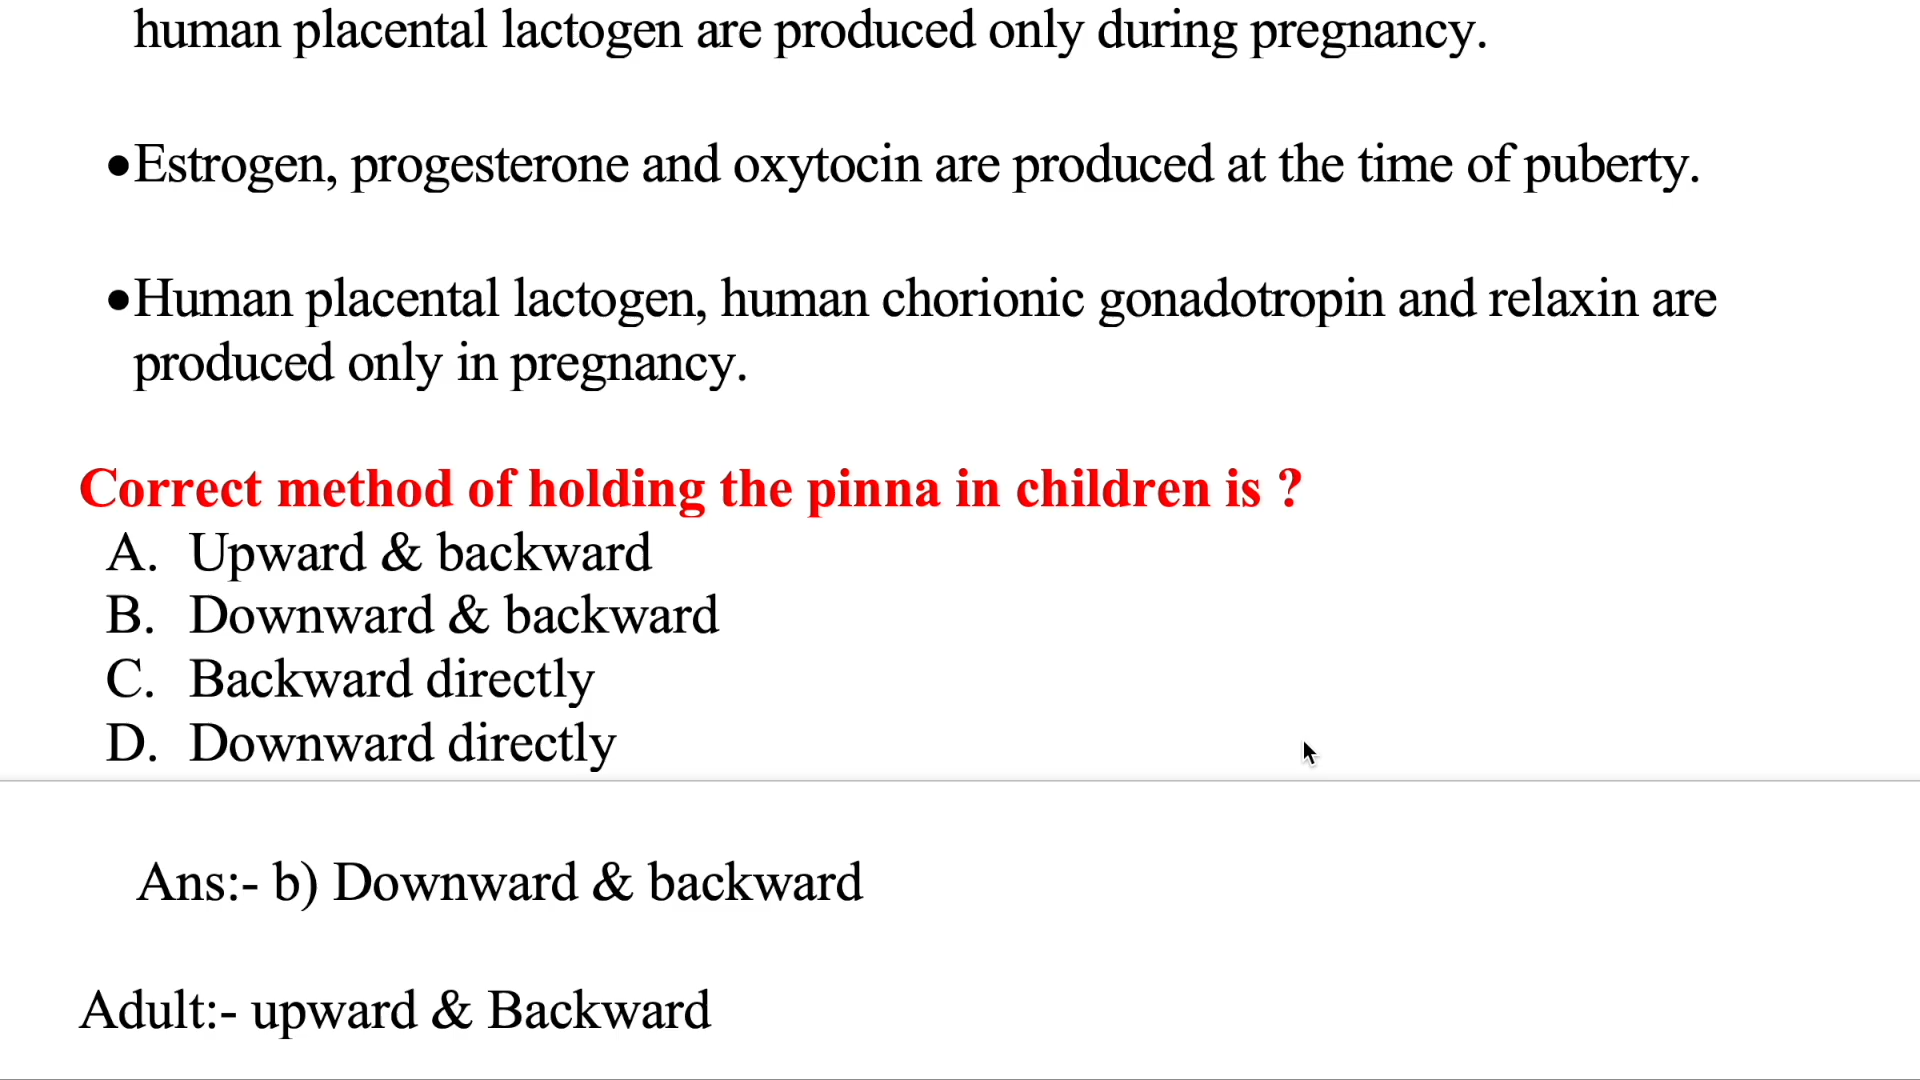 human placental lactogen are produced only during pregnancy.
●Estrogen, progesterone and oxytocin are produced at the time of puberty.
●Human placental lactogen, human chorionic gonadotropin and relaxin are
produced only in pregnancy.
Correct method of holding the pinna in children is ?
A. Upward & backward
B. Downward & backward
C. Backward directly
D. Downward directly
Ans:- b) Downward & backward
Adult:- upward & Backward